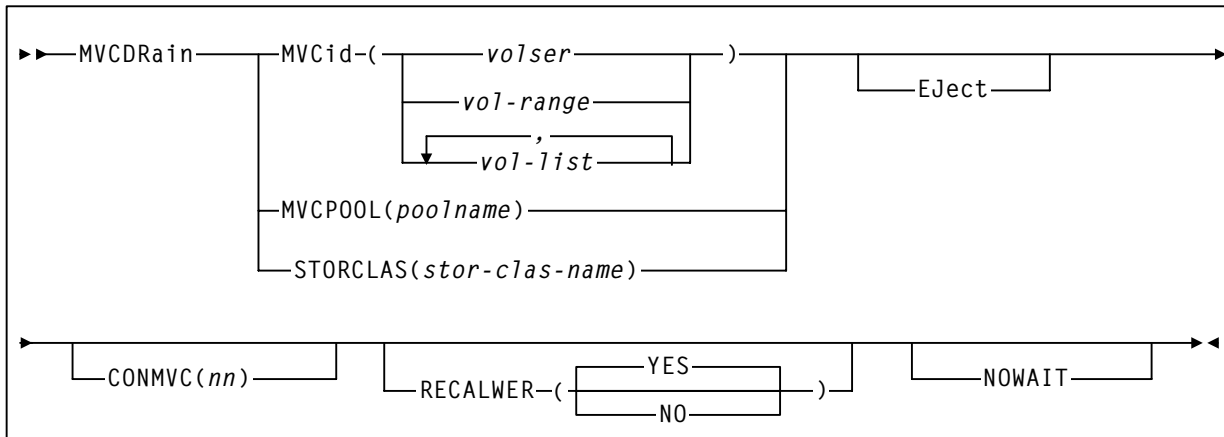 MVCDRain MVCid ( volser ) EJect
vol-range
,
vol-list
MVCPOOL(poolname)
STORCLAS(stor-clas-name)
CONMVC(nn) RECALWER ( YES ) NOWAIT
NO